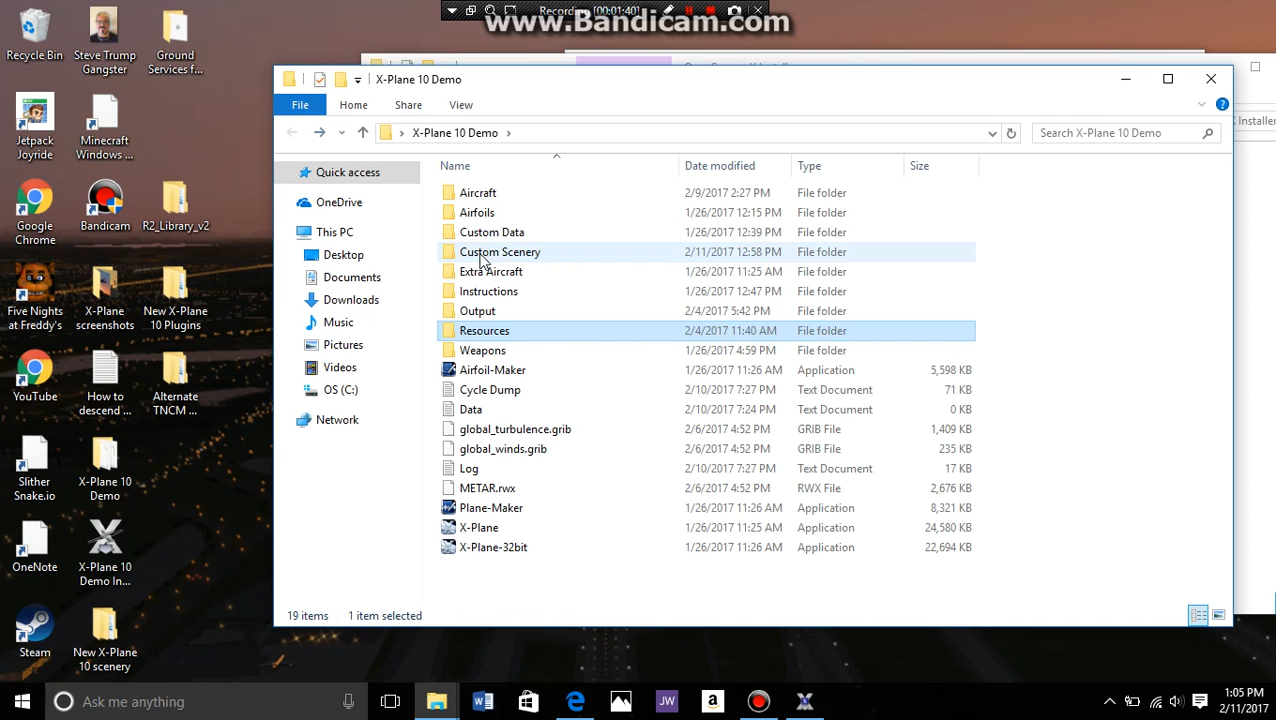 Recording [00:01:40]
www.Bandicam.com
Recycle Bin
Steve Trump
Gangster
Ground
Services f...
Jetpack
Joyride
Minecraft
Windows ...
Google
Chrome
Bandicam
R2_Library_v2
Five Nights
at Freddy's
X-Plane
screenshots
New X-Plane
10 Plugins
YouTube
How to
descend ...
Alternate
TNCM ...
Slither
Snake.io
X-Plane 10
Demo
OneNote
X-Plane 10
Demo In...
Steam
New X-Plane
10 scenery
X-Plane 10 Demo
File Home Share View
X-Plane 10 Demo
Search X-Plane 10 Demo
X Installer
Quick access
OneDrive
This PC
Desktop
Documents
Downloads
Music
Pictures
Videos
OS (C:)
Network
Name Date modified Type Size
Aircraft 2/9/2017 2:27 PM File folder
Airfoils 1/26/2017 12:15 PM File folder
Custom Data 1/26/2017 12:39 PM File folder
Custom Scenery 2/11/2017 12:58 PM File folder
Extra Aircraft 1/26/2017 11:25 AM File folder
Instructions 1/26/2017 12:47 PM File folder
Output 2/4/2017 5:42 PM File folder
Resources 2/4/2017 11:40 AM File folder
Weapons 1/26/2017 4:59 PM File folder
Airfoil-Maker 1/26/2017 11:26 AM Application 5,598 KB
Cycle Dump 2/10/2017 7:27 PM Text Document 71 KB
Data 2/10/2017 7:24 PM Text Document 0 KB
global_turbulence.grib 2/6/2017 4:52 PM GRIB File 1,409 KB
global_winds.grib 2/6/2017 4:52 PM GRIB File 235 KB
Log 2/10/2017 7:27 PM Text Document 17 KB
METAR.rwx 2/6/2017 4:52 PM RWX File 2,676 KB
Plane-Maker 1/26/2017 11:26 AM Application 8,321 KB
X-Plane 1/26/2017 11:25 AM Application 24,580 KB
X-Plane-32bit 1/26/2017 11:26 AM Application 22,694 KB
19 items 1 item selected
Ask me anything
JW
1:05 PM
2/11/2017